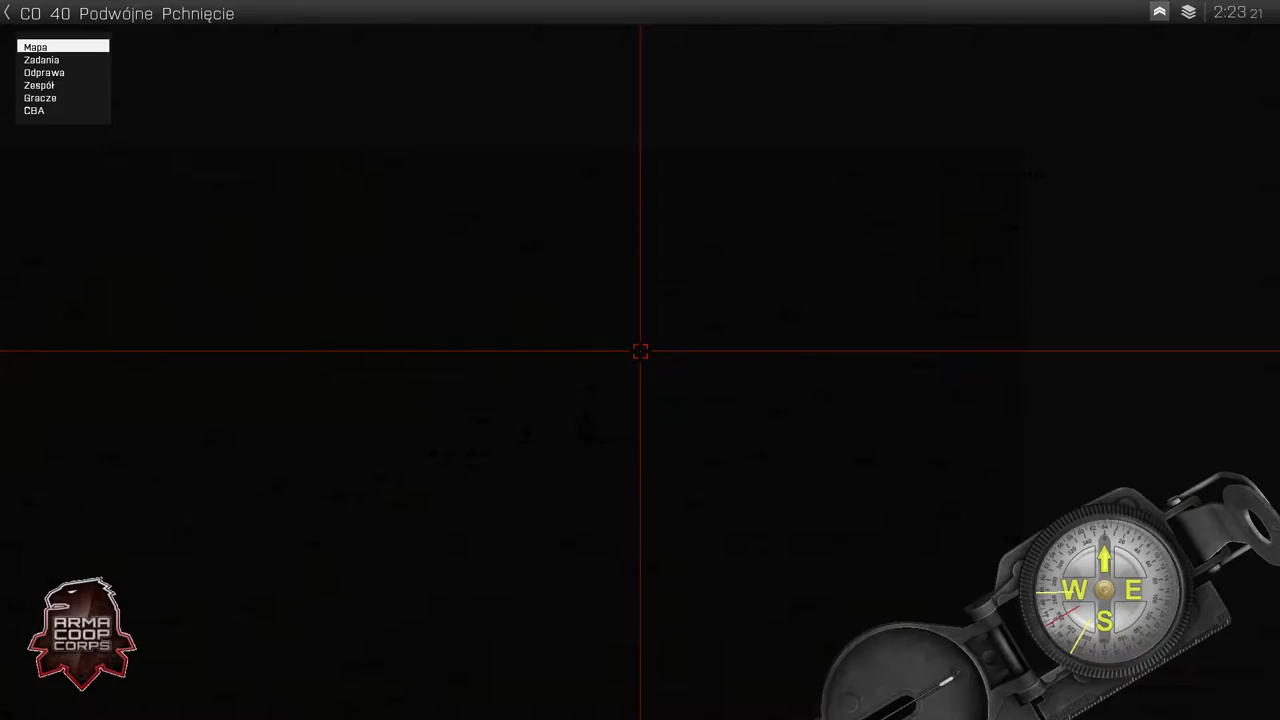 CO 40 Podwójne Pchnięcie
2:23 21
Mapa
Zadania
Odprawa
Zespół
Gracze
CBA
W E
S
ARMA
COOP
CORPS